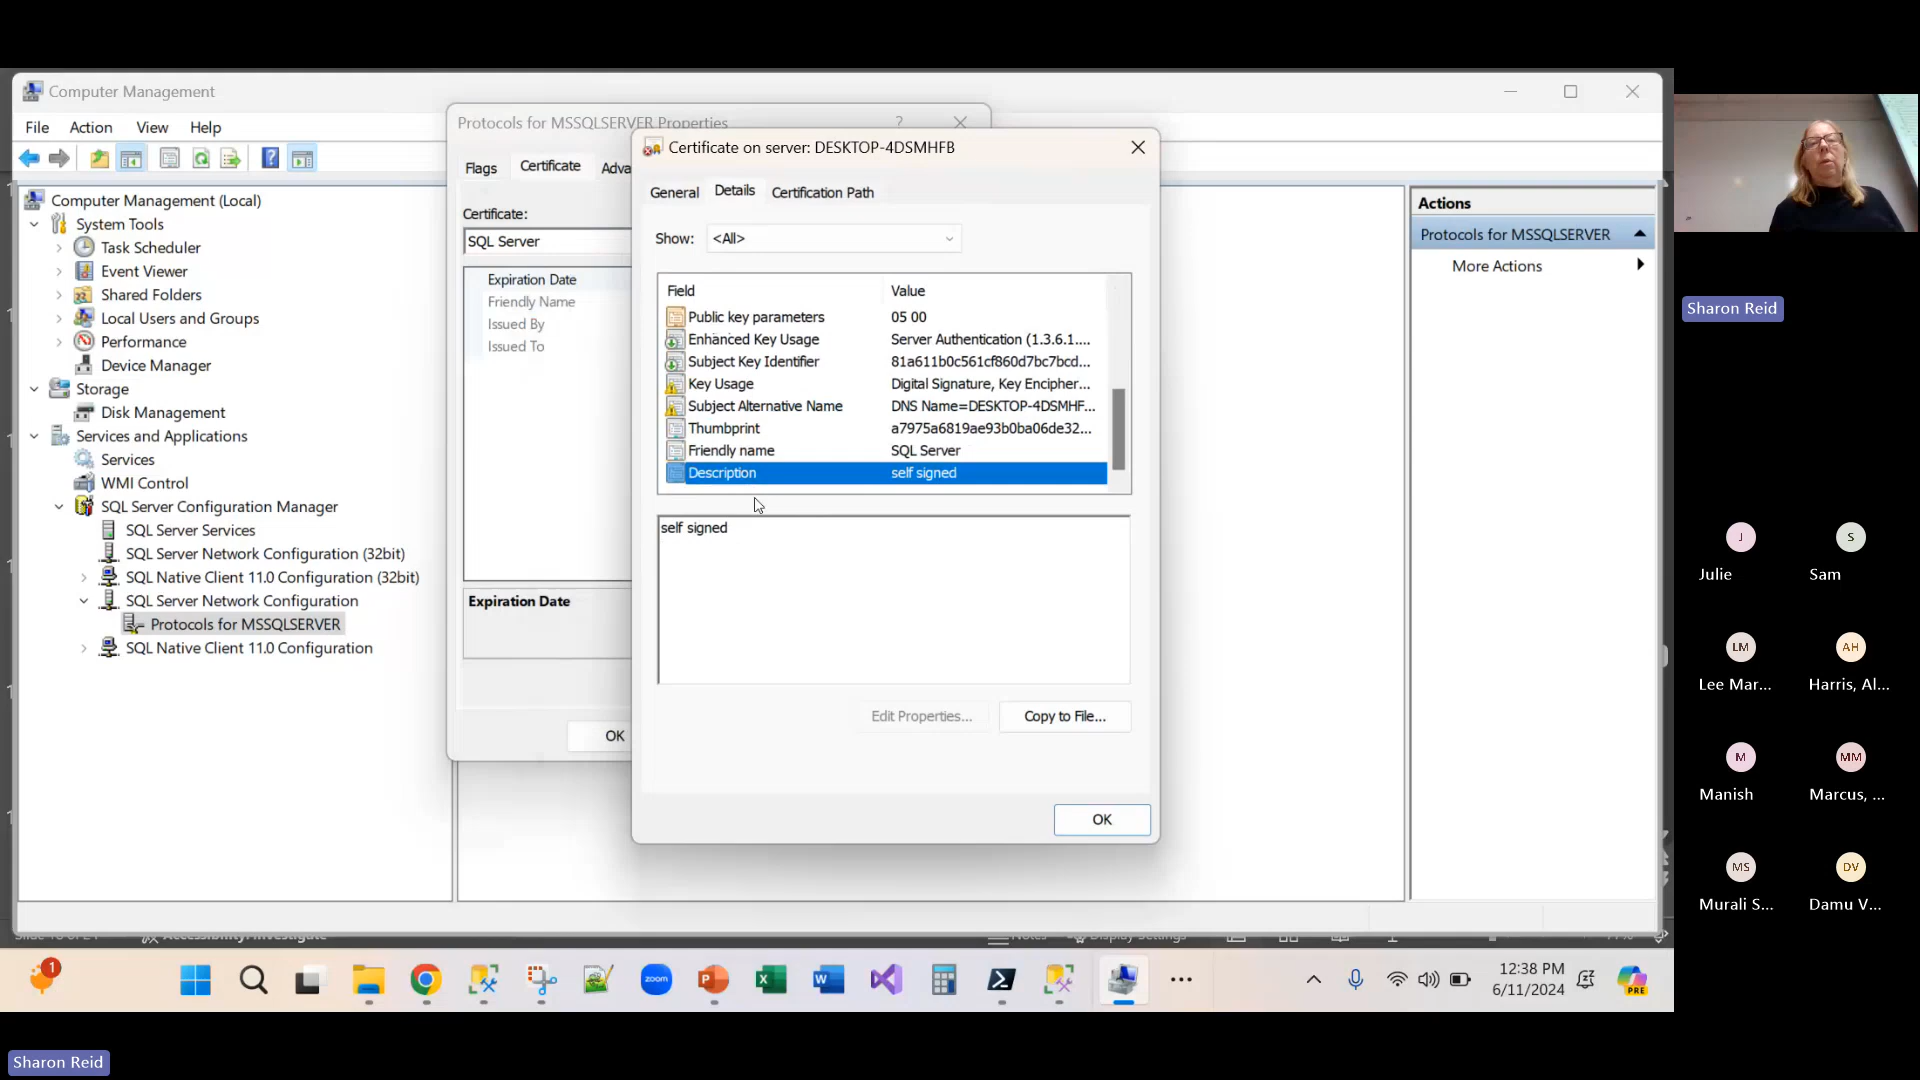 Computer Management
File Action View Help
Computer Management (Local)
System Tools
Task Scheduler
Event Viewer
Shared Folders
Local Users and Groups
Performance
Device Manager
Storage
Disk Management
Services and Applications
Services
WMI Control
SQL Server Configuration Manager
SQL Server Services
SQL Server Network Configuration (32bit)
SQL Native Client 11.0 Configuration (32bit)
SQL Server Network Configuration
Protocols for MSSQLSERVER
SQL Native Client 11.0 Configuration
Protocols for MSSQLSERVER Properties
?
Flags Certificate Adva
Certificate:
SQL Server
Expiration Date
Friendly Name
Issued By
Issued To
Expiration Date
OK
Certificate on server: DESKTOP-4DSMHFB
General Details Certification Path
Show: <All>
Field Value
Public key parameters 05 00
Enhanced Key Usage Server Authentication (1.3.6.1....
Subject Key Identifier 81a611b0c561cf860d7bc7bcd...
Key Usage Digital Signature, Key Encipher...
Subject Alternative Name DNS Name=DESKTOP-4DSMHF...
Thumbprint a7975a6819ae93b0ba06de32...
Friendly name SQL Server
Description self signed
self signed
Edit Properties... Copy to File...
OK
Actions
Protocols for MSSQLSERVER
More Actions
1
zoom
12:38 PM
6/11/2024
PRE
Sharon Reid
J S
Julie Sam
LM AH
Lee Mar... Harris, Al...
M MM
Manish Marcus, ...
MS DV
Murali S... Damu V...
Sharon Reid